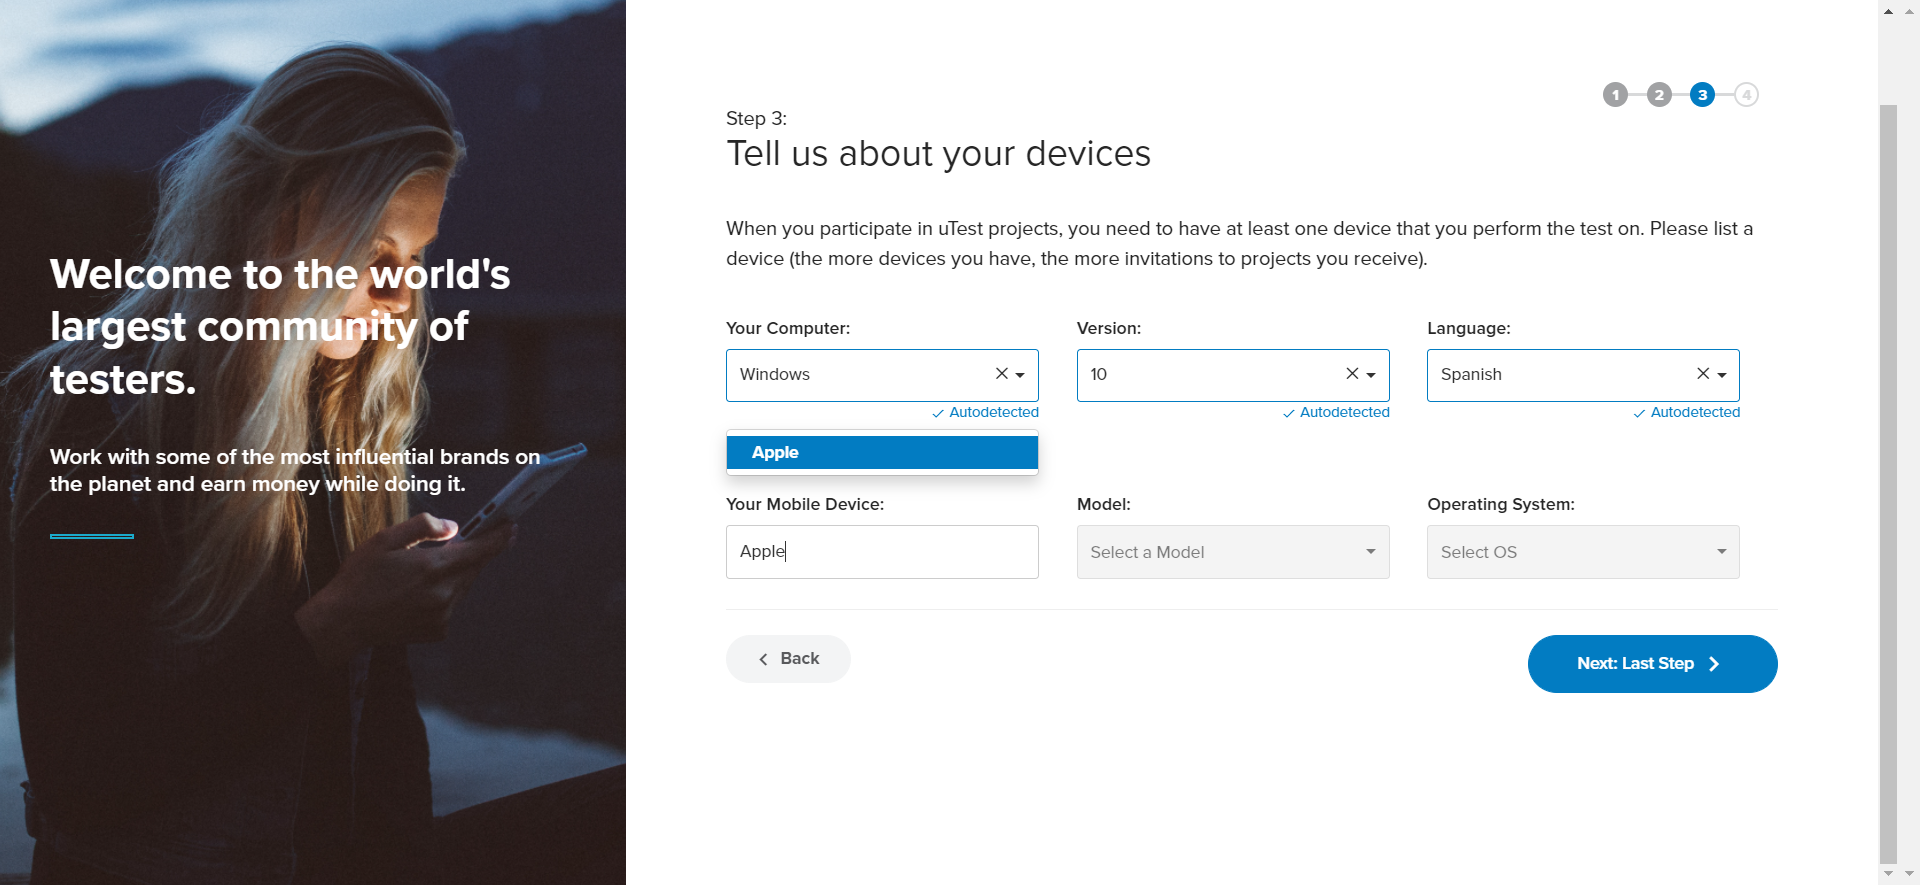 Welcome to the world's
largest community of
testers.
Work with some of the most influential brands on
the planet and earn money while doing it.
1 2 3 4
Step 3:
Tell us about your devices
When you participate in uTest projects, you need to have at least one device that you perform the test on. Please list a
device (the more devices you have, the more invitations to projects you receive).
Your Computer: Version: Language:
Windows 10 Spanish
Autodetected Autodetected Autodetected
Apple
Your Mobile Device: Model: Operating System:
Apple Select a Model Select OS
Back Next: Last Step